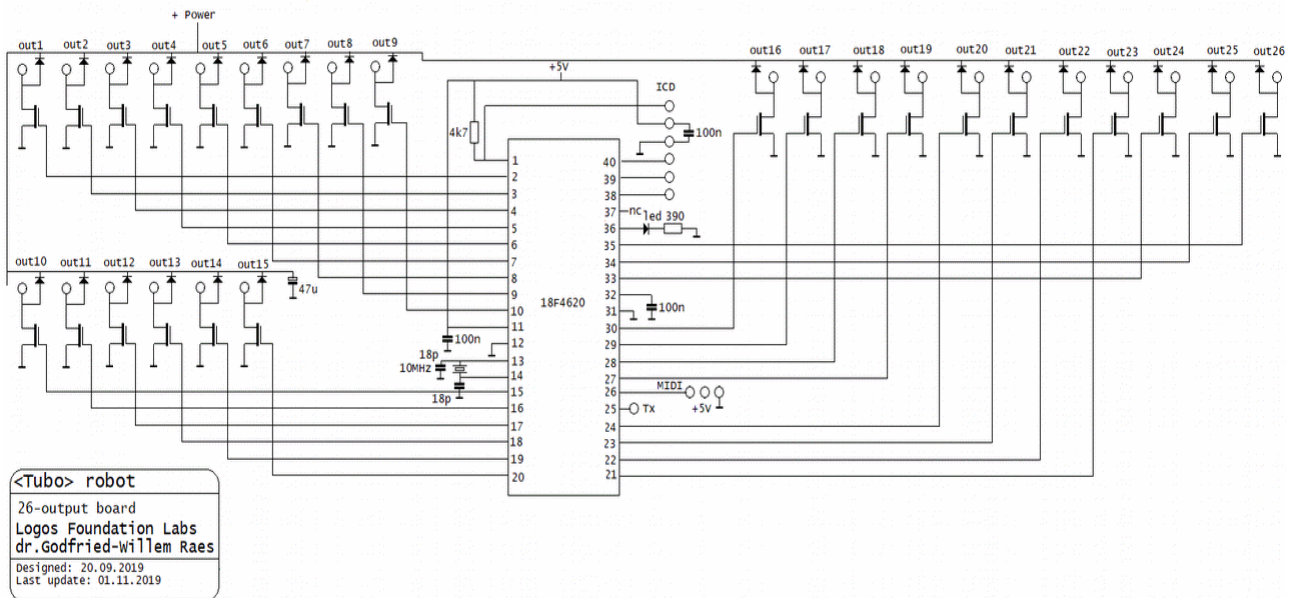 + Power
out1 out2 out3 out4 out5 out6 out7 out8 out9
out16 out17 out18 out19 out20 out21 out22 out23 out24 out25 out26
+5V
ICD
4k7
100n
1 40
2 39
3 38
4 37 nc
5 36 led 390
6 35
7 34
8 33
out10 out11 out12 out13 out14 out15
47u
9 32
18F4620
100n
10 31
11 30
100n
12 29
18p
13 28
10MHz
14 27
18p
15 26 MIDI
16 25 Tx +5V
17 24
18 23
19 22
20 21
<Tubo> robot
26-output board
Logos Foundation Labs
dr.Godfried-Willem Raes
Designed: 20.09.2019
Last update: 01.11.2019